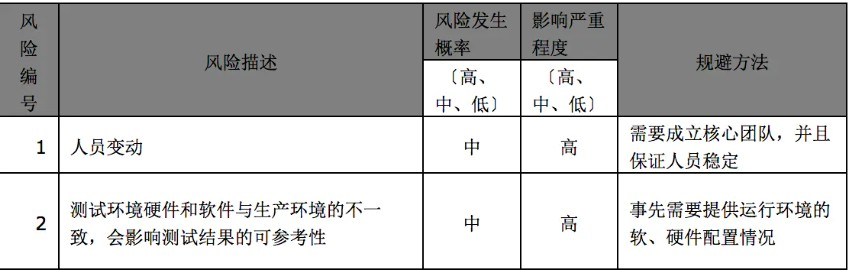 风
险
编
号
风险描述
风险发生
概率
〔高、
中、低〕
影响严重
程度
〔高、
中、低〕
规避方法
1
人员变动
中
高
需要成立核心团队，并且
保证人员稳定
2
测试环境硬件和软件与生产环境的不一
致，会影响测试结果的可参考性
中
高
事先需要提供运行环境的
软、硬件配置情况